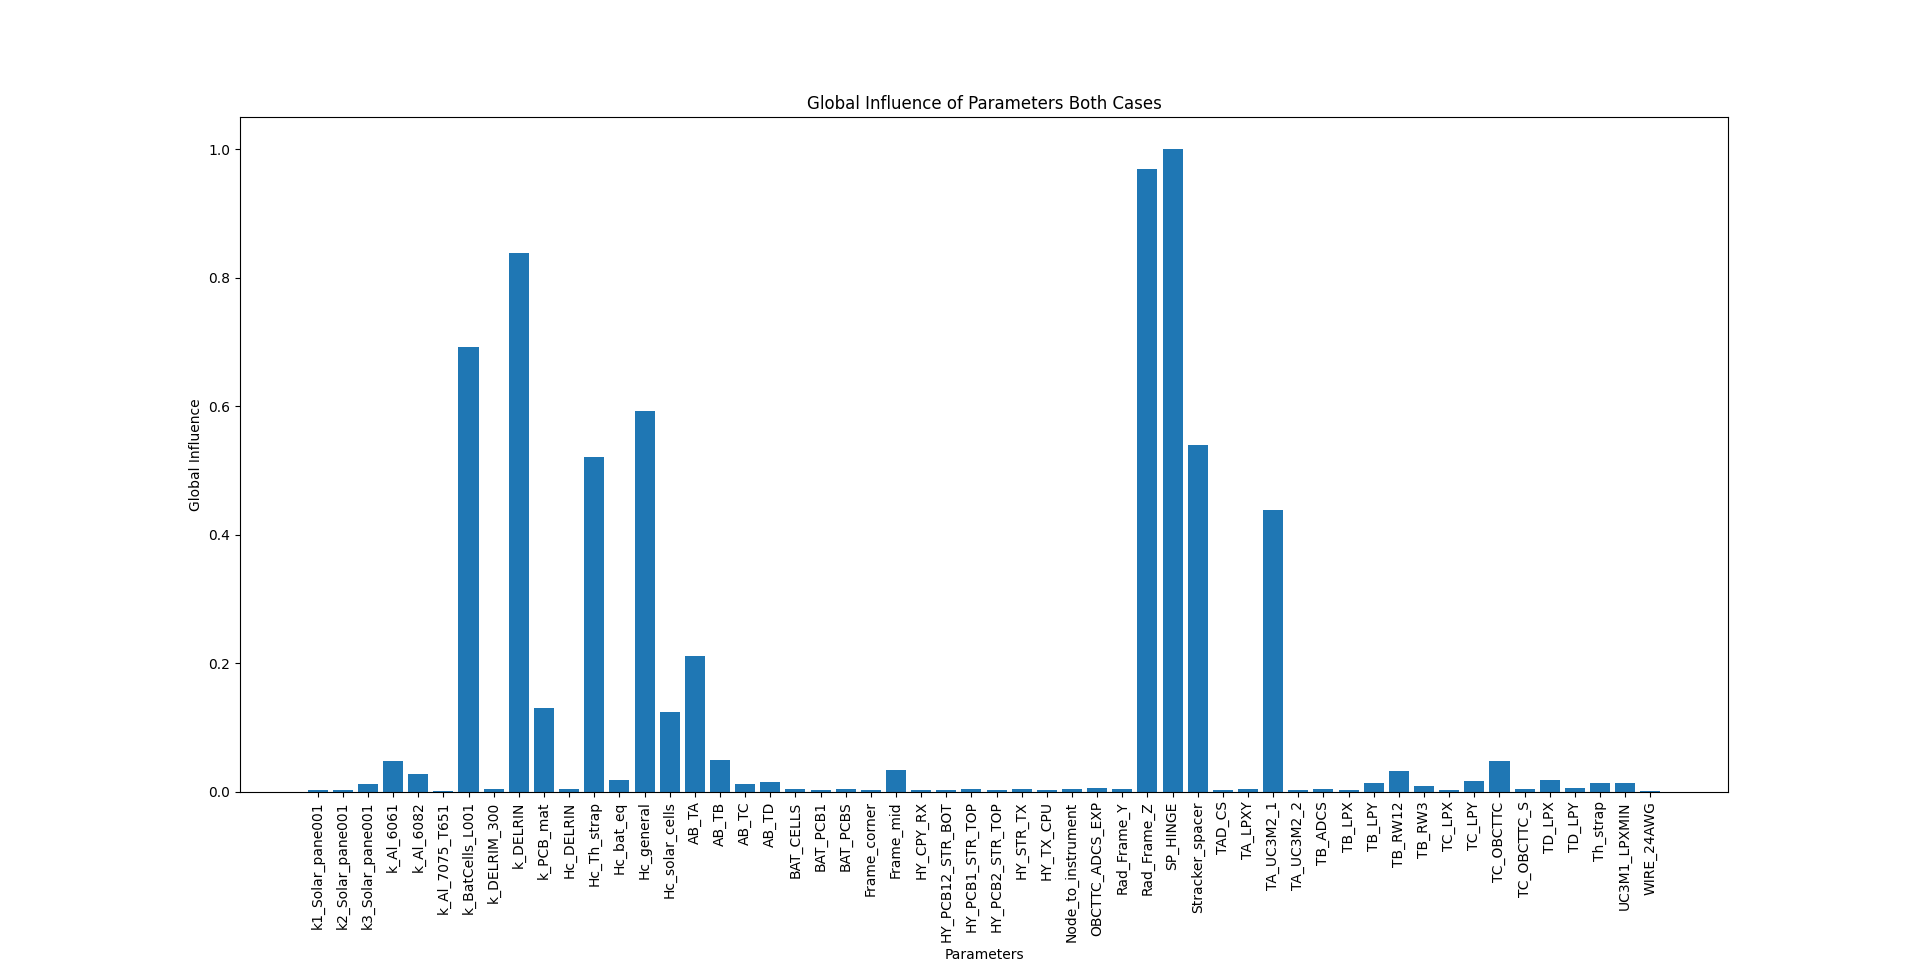 Global Influence of Parameters Both Cases
1.0
0.8
0.6
0.4
0.2
0.0
Global Influence
k1_Solar_pane001
k2_Solar_pane001
k3_Solar_pane001
k_Al_6061
k_Al_6082
k_Al_7075_T651
k_BatCells_L001
k_DELRIM_300
k_DELRIN
k_PCB_mat
Hc_DELRIN
Hc_Th_strap
Hc_bat_eq
Hc_general
Hc_solar_cells
AB_TA
AB_TB
AB_TC
AB_TD
BAT_CELLS
BAT_PCB1
BAT_PCBS
Frame_corner
Frame_mid
HY_CPY_RX
HY_PCB12_STR_BOT
HY_PCB1_STR_TOP
HY_PCB2_STR_TOP
HY_STR_TX
HY_TX_CPU
Node_to_instrument
OBCTTC_ADCS_EXP
Rad_Frame_Y
Rad_Frame_Z
SP_HINGE
Stracker_spacer
TAD_CS
TA_LPXY
TA_UC3M2_1
TA_UC3M2_2
TB_ADCS
TB_LPX
TB_LPY
TB_RW12
TB_RW3
TC_LPX
TC_LPY
TC_OBCTTC
TC_OBCTTC_S
TD_LPX
TD_LPY
Th_strap
UC3M1_LPXMIN
WIRE_24AWG
Parameters